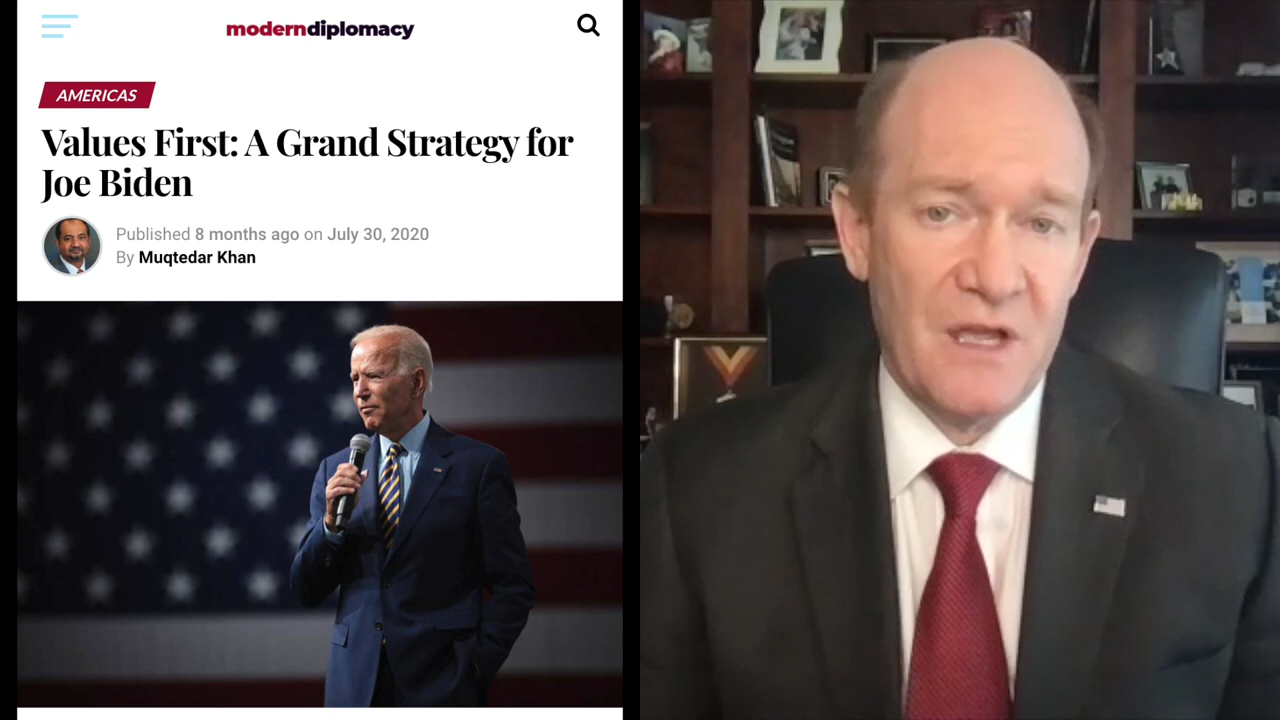 moderndiplomacy
AMERICAS
Values First: A Grand Strategy for
Joe Biden
Published 8 months ago on July 30, 2020
By Muqtedar Khan